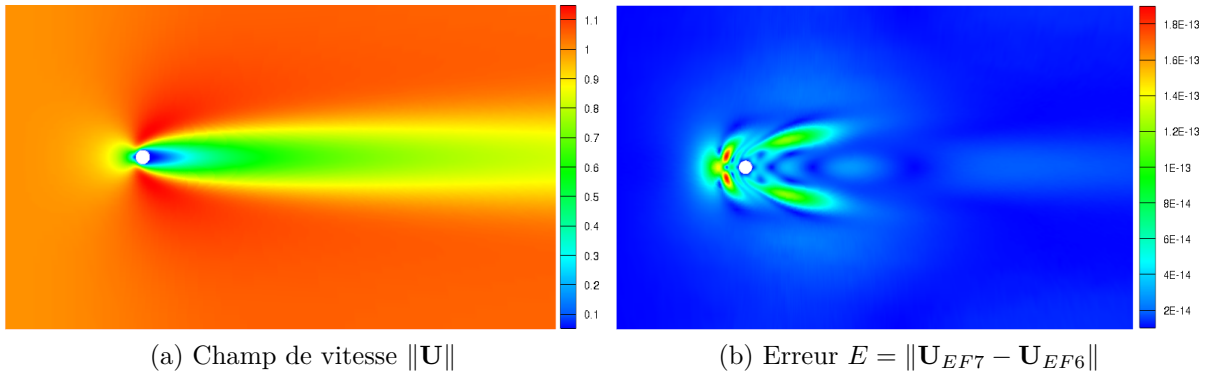 1.1
1
0.9
0.8
0.7
0.6
0.5
0.4
0.3
0.2
0.1
1.8E-13
1.6E-13
1.4E-13
1.2E-13
1E-13
8E-14
6E-14
4E-14
2E-14
(a) Champ de vitesse ‖U‖
(b) Erreur E = ‖U_{EF7} − U_{EF6}‖